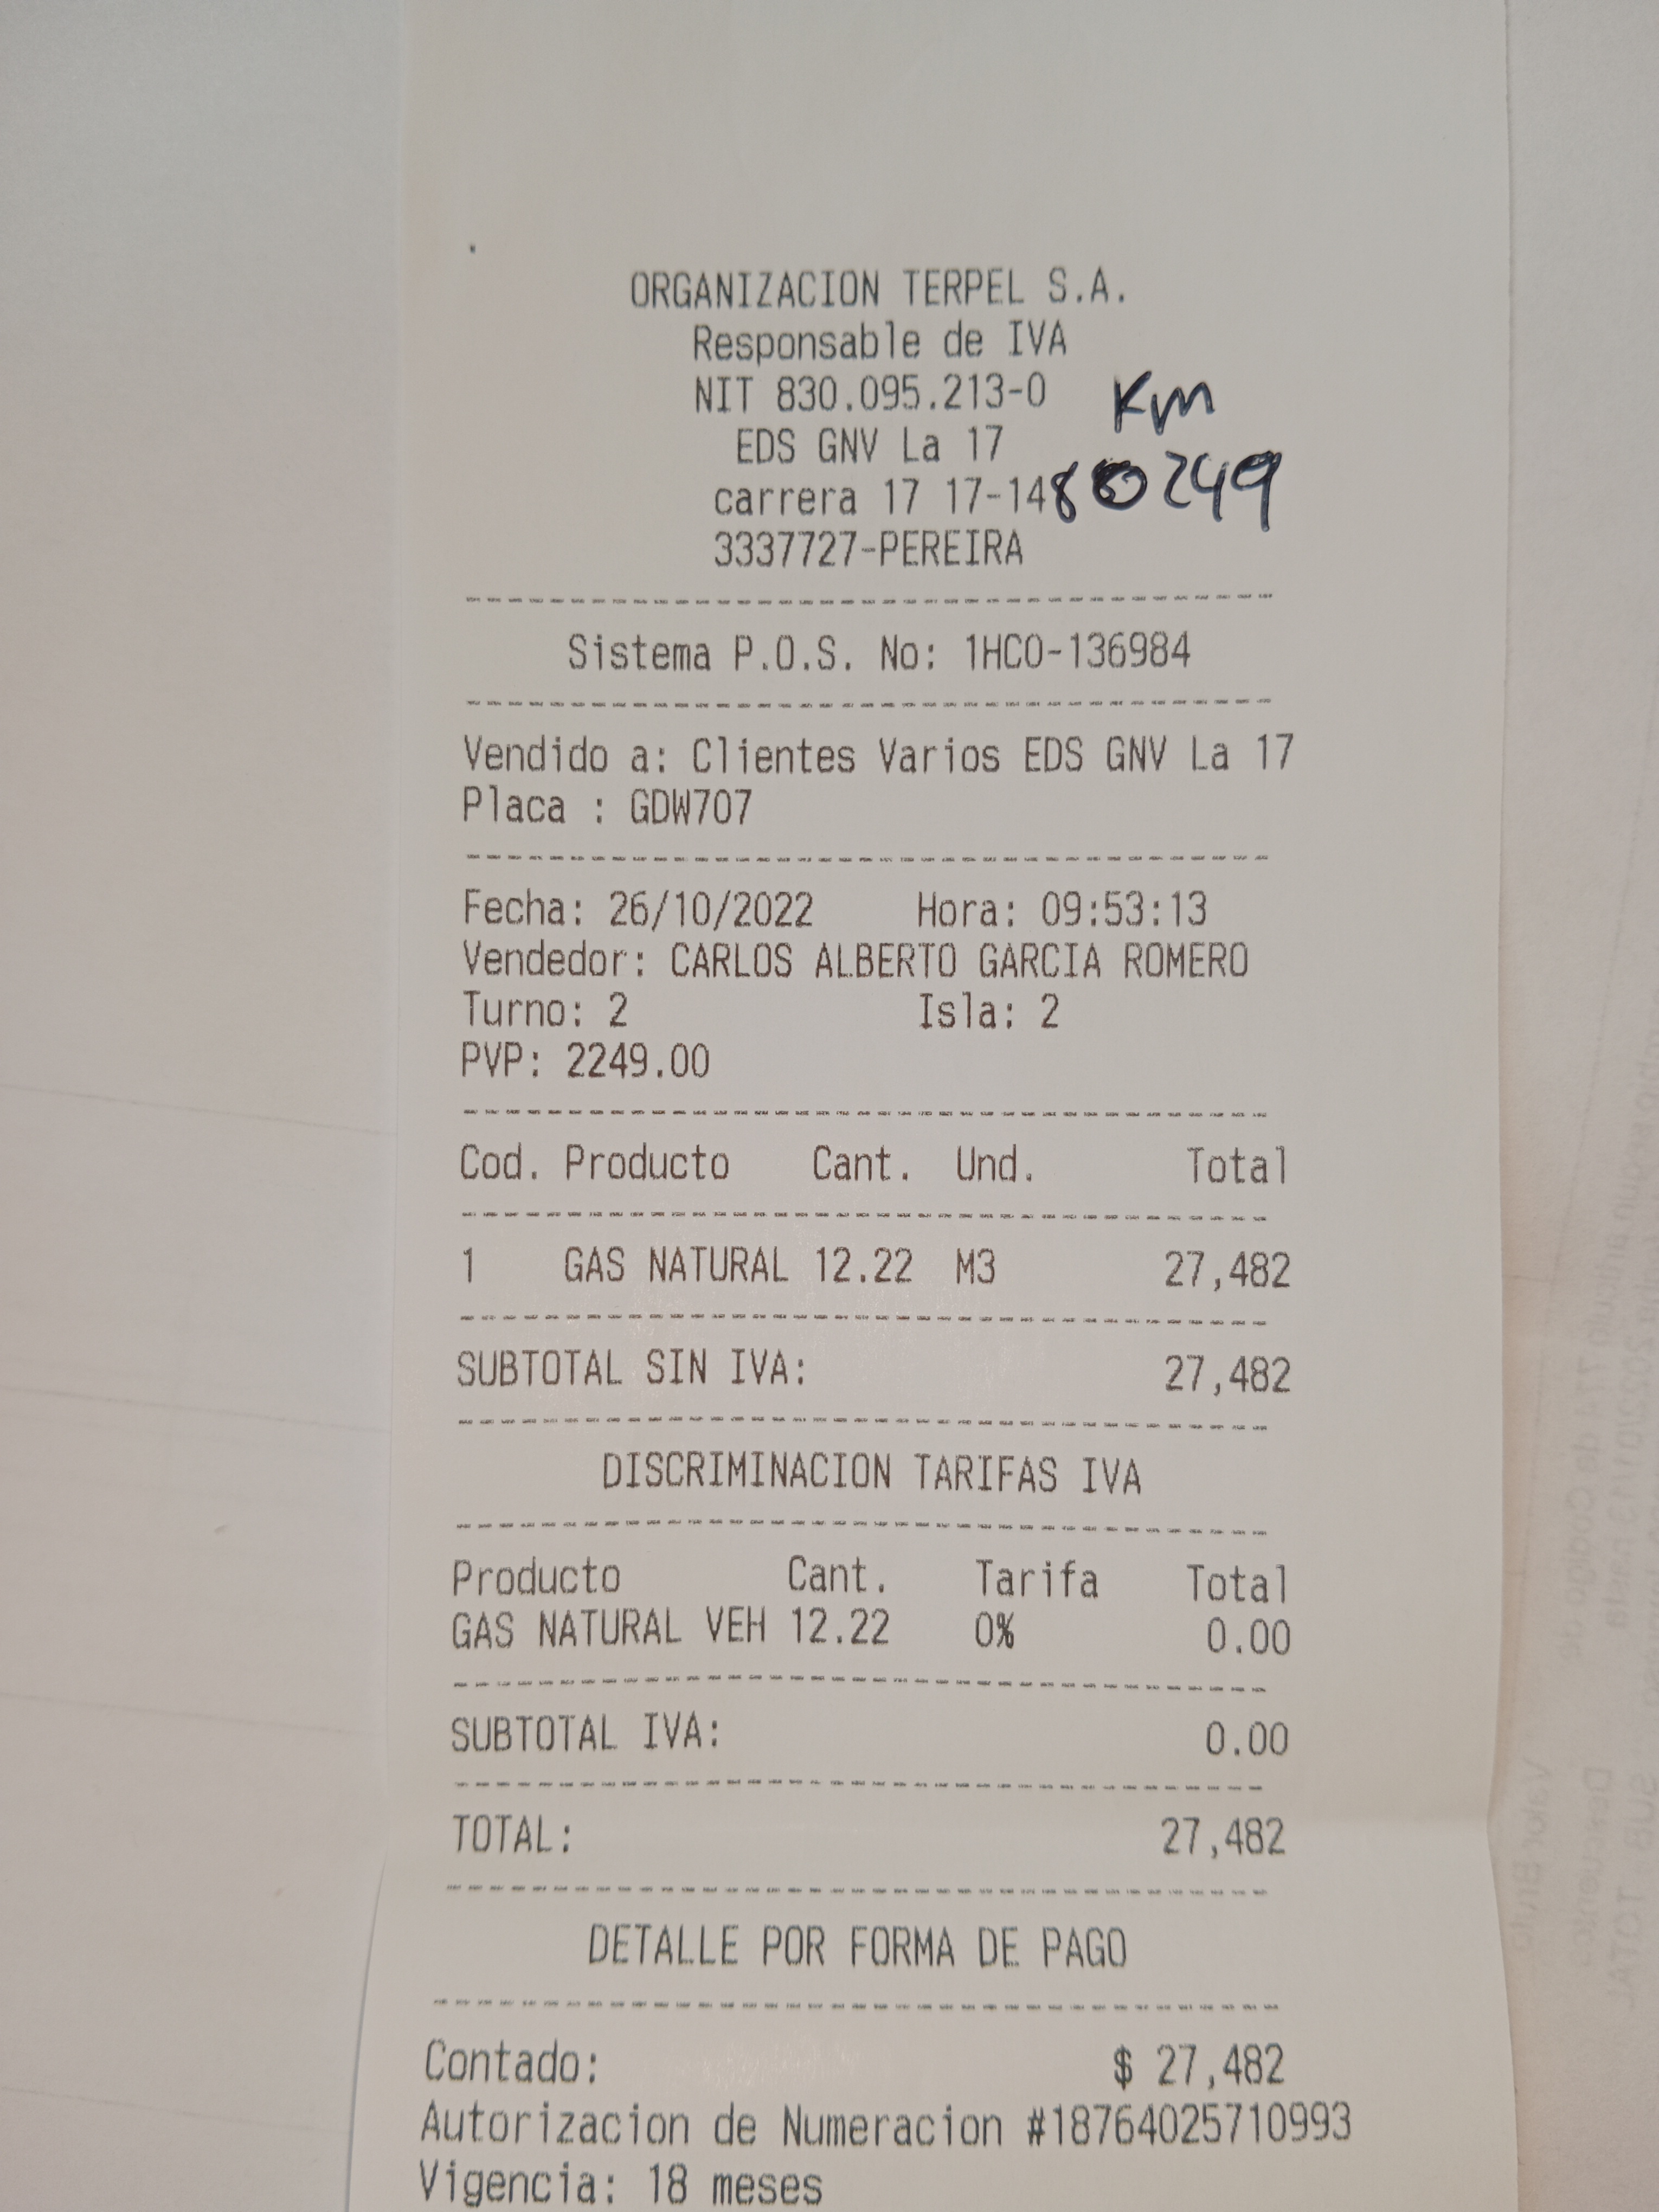 ORGANIZACION TERPEL S.A.
Responsable de IVA
NIT 830.095.213-0
Km
EDS GNV La 17
carrera 17 17-14
80249
3337727-PEREIRA
Sistema P.O.S. No: 1HCO-136984
Vendido a: Clientes Varios EDS GNV La 17
Placa : GDW707
Fecha: 26/10/2022 Hora: 09:53:13
Vendedor: CARLOS ALBERTO GARCIA ROMERO
Turno: 2 Isla: 2
PVP: 2249.00
Cod. Producto Cant. Und. Total
1 GAS NATURAL 12.22 M3 27,482
SUBTOTAL SIN IVA: 27,482
DISCRIMINACION TARIFAS IVA
Producto Cant. Tarifa Total
GAS NATURAL VEH 12.22 0% 0.00
SUBTOTAL IVA: 0.00
TOTAL: 27,482
DETALLE POR FORMA DE PAGO
Contado: $ 27,482
Autorizacion de Numeracion #18764025710993
Vigencia: 18 meses